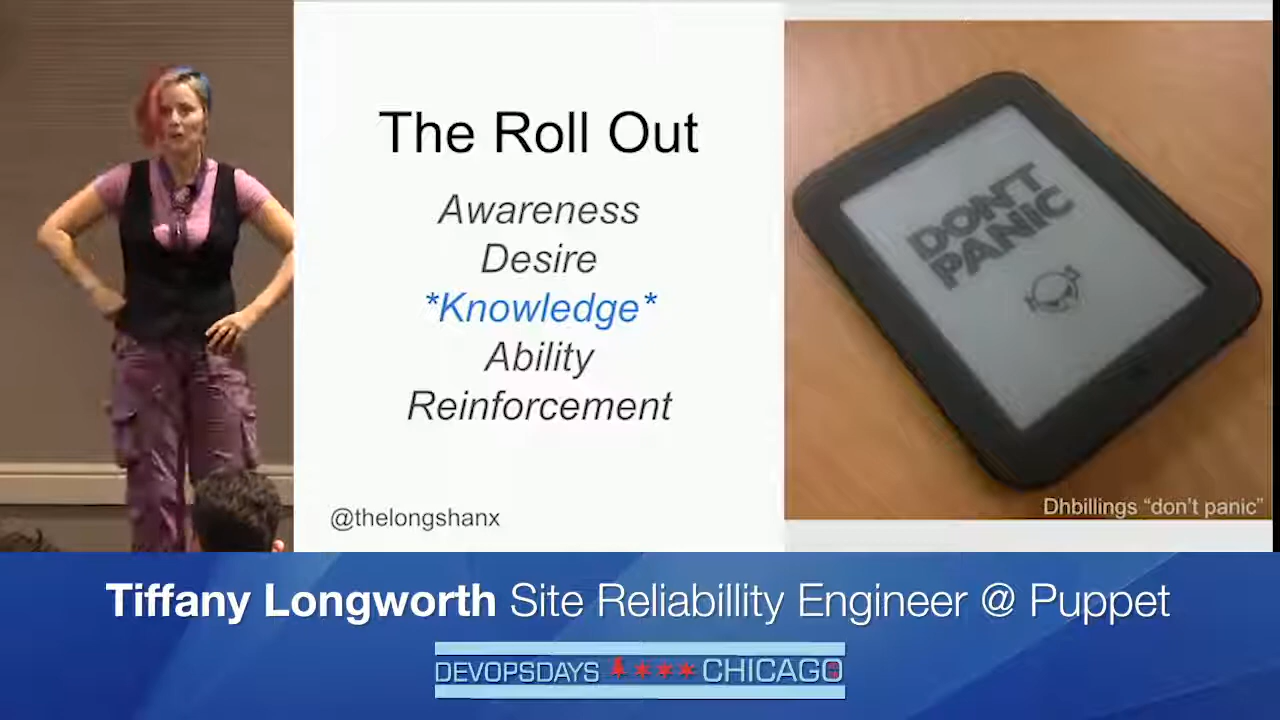 The Roll Out
Awareness
Desire
*Knowledge*
Ability
Reinforcement
@thelongshanx
DON'T
PANIC
Dhbillings “don’t panic”
Tiffany Longworth Site Reliabillity Engineer @ Puppet
DEVOPSDAYS CHICAGO